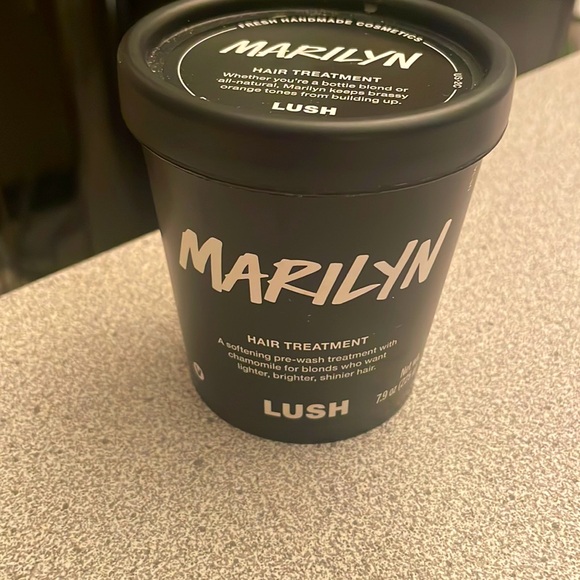 FRESH HANDMADE COSMETICS
MARILYN
HAIR TREATMENT
Whether you're a bottle blond or
all-natural, Marilyn keeps brassy
orange tones from building up.
LUSH
MARILYN
HAIR TREATMENT
A softening pre-wash treatment with
chamomile for blonds who want
lighter, brighter, shinier hair.
LUSH
Net
7.9 oz